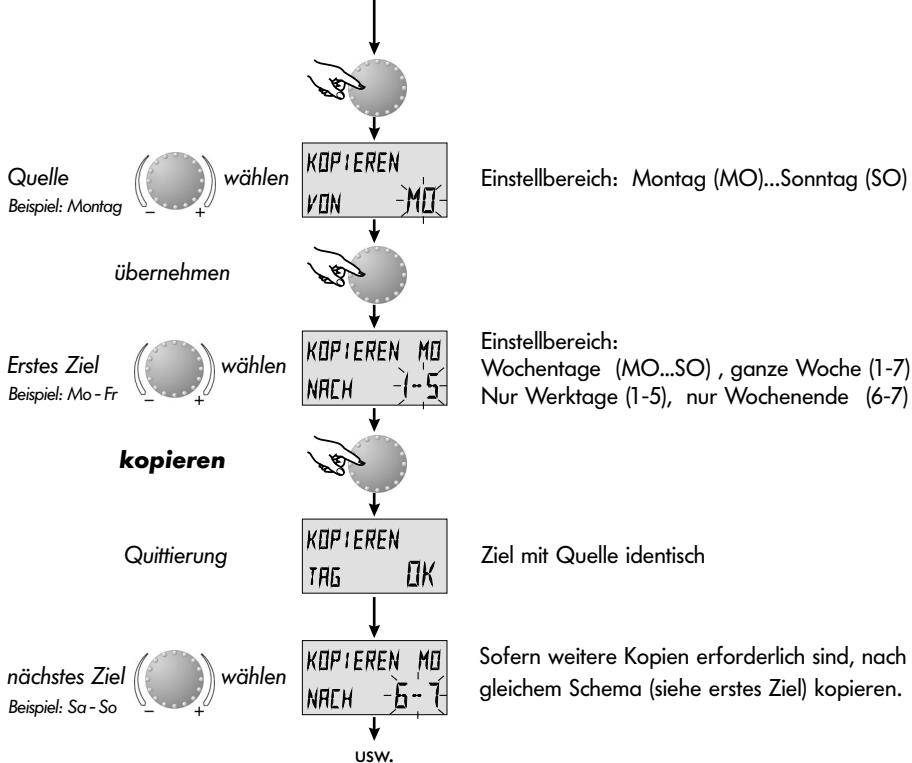 KOPIEREN
Quelle wählen
Beispiel: Montag - +
VON MO
Einstellbereich: Montag (MO)...Sonntag (SO)
übernehmen
Einstellbereich:
KOPIEREN MO
Erstes Ziel wählen
Wochentage (MO...SO) , ganze Woche (1-7)
Beispiel: Mo - Fr - +
NACH 1-5
Nur Werktage (1-5), nur Wochenende (6-7)
kopieren
KOPIEREN
Quittierung
Ziel mit Quelle identisch
TAG OK
KOPIEREN MO
Sofern weitere Kopien erforderlich sind, nach
nächstes Ziel wählen
gleichem Schema (siehe erstes Ziel) kopieren.
Beispiel: Sa - So - +
NACH 6-7
usw.